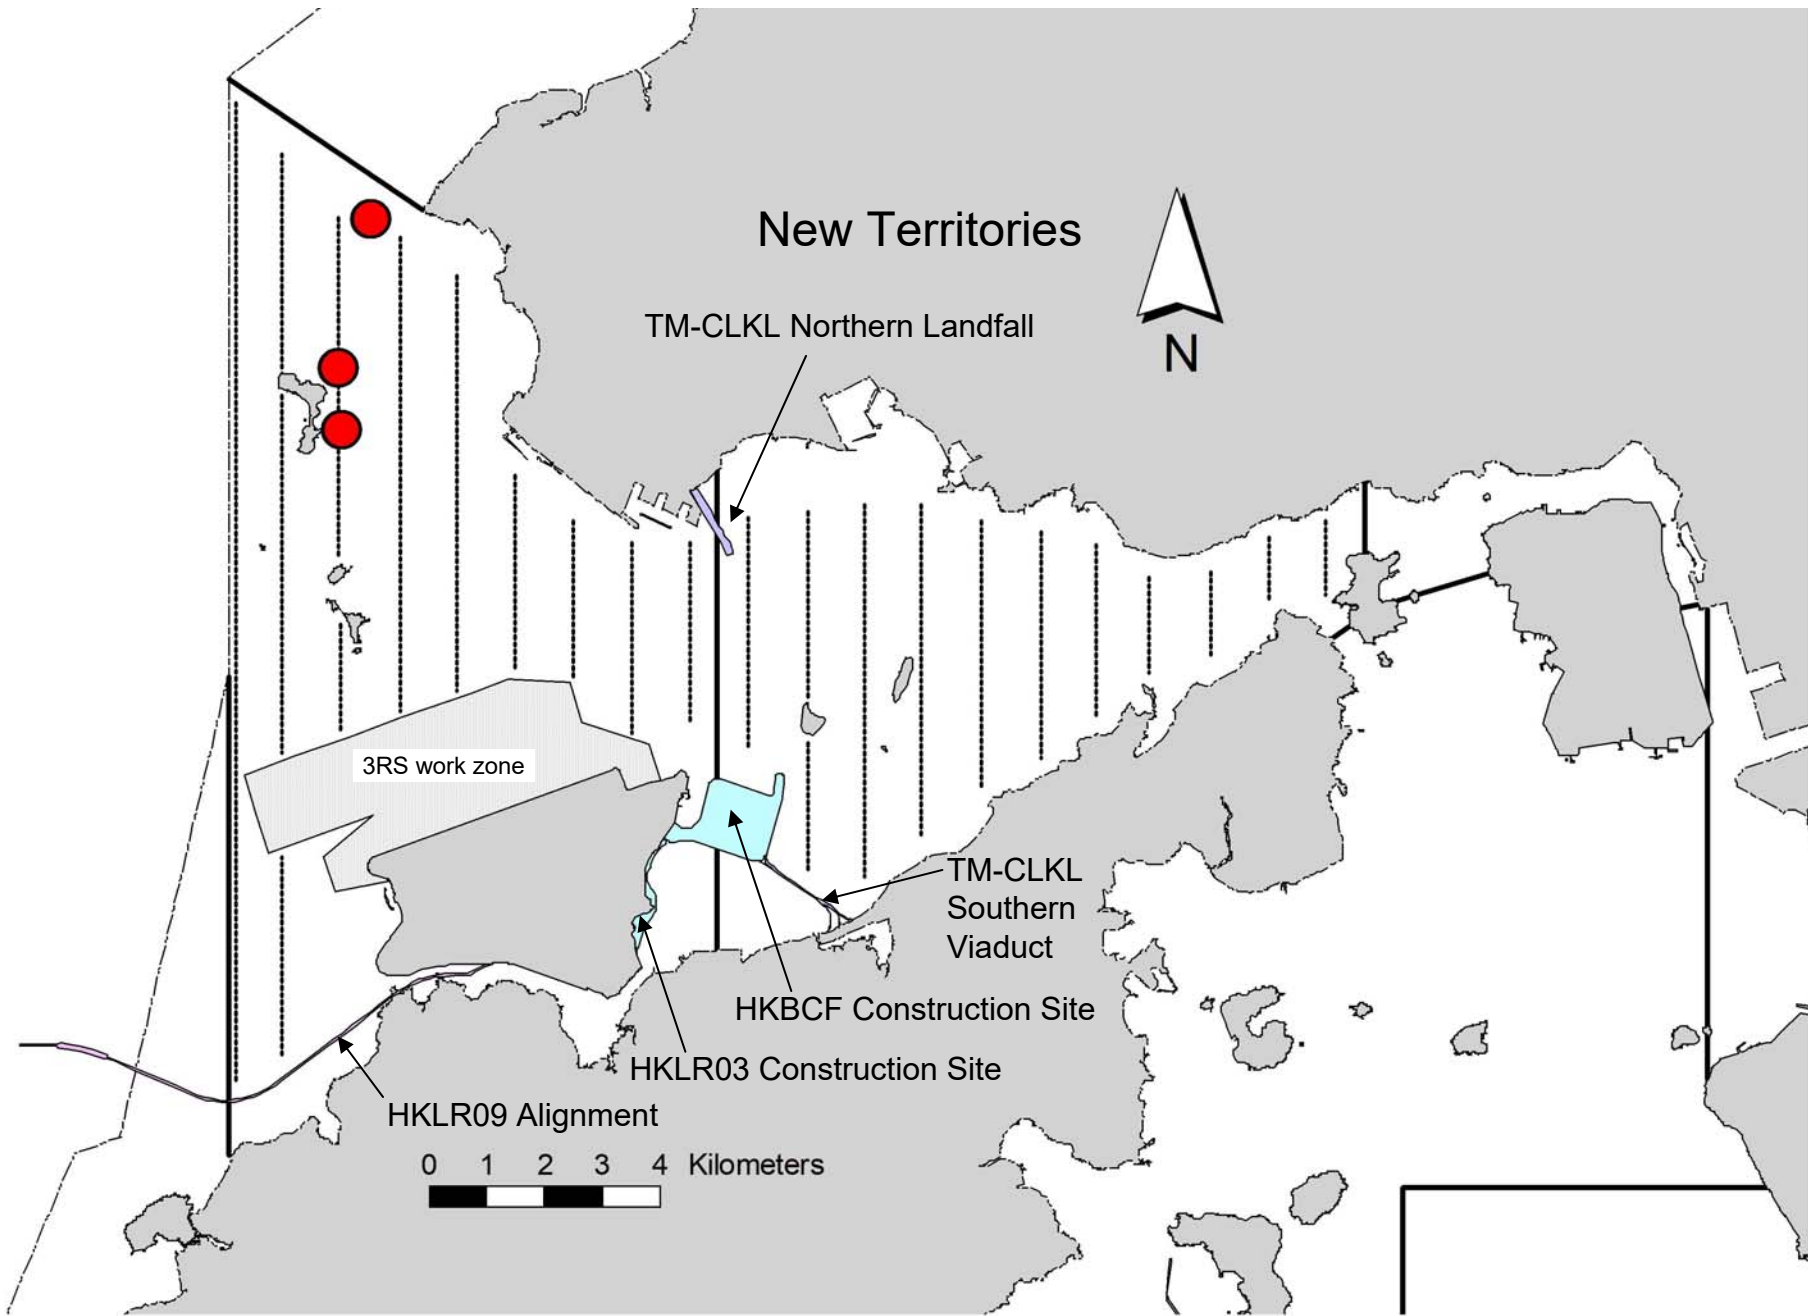 New Territories
TM-CLKL Northern Landfall
N
3RS work zone
TM-CLKL
Southern
Viaduct
HKBCF Construction Site
HKLR03 Construction Site
HKLR09 Alignment
0 1 2 3 4 Kilometers